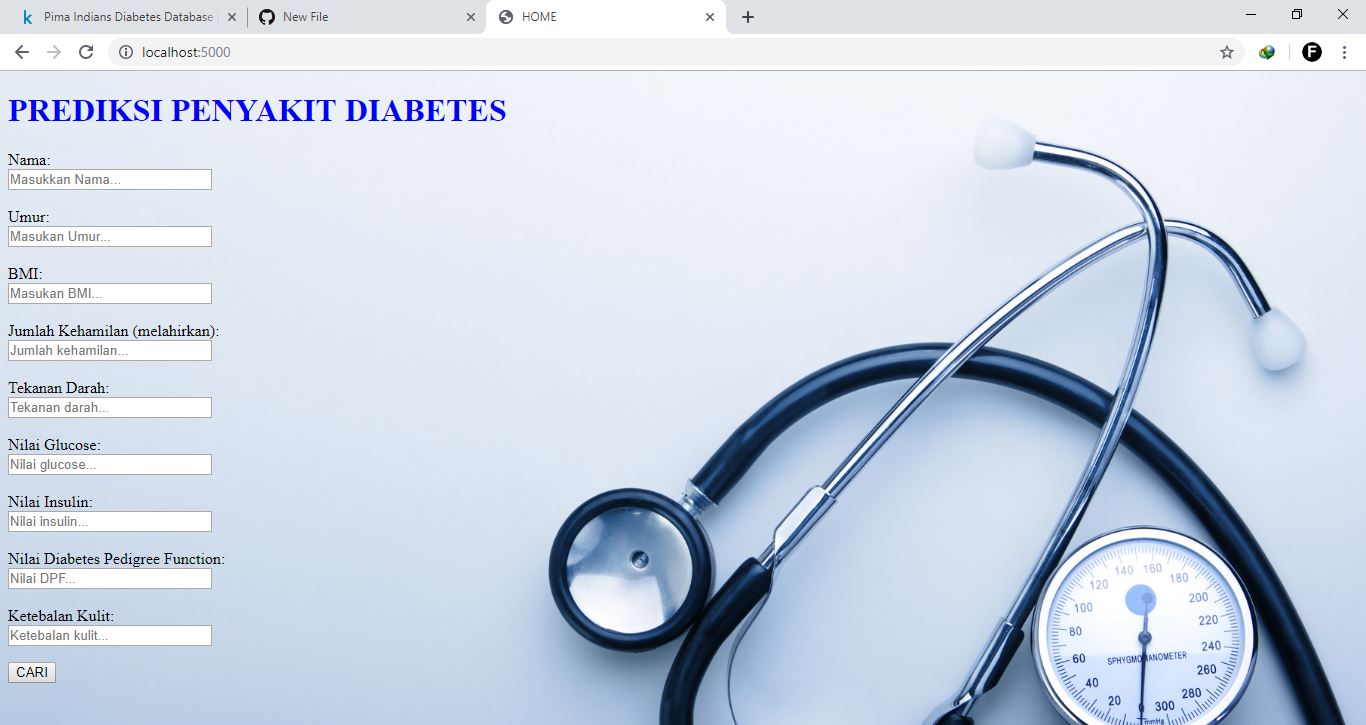 Pima Indians Diabetes Database
New File
HOME
localhost:5000
F
PREDIKSI PENYAKIT DIABETES
Nama:
Masukkan Nama...
Umur:
Masukan Umur...
BMI:
Masukan BMI...
Jumlah Kehamilan (melahirkan):
Jumlah kehamilan...
Tekanan Darah:
Tekanan darah...
Nilai Glucose:
Nilai glucose...
Nilai Insulin:
Nilai insulin...
Nilai Diabetes Pedigree Function:
Nilai DPF...
Ketebalan Kulit:
Ketebalan kulit...
CARI
0 20 40 60 80 100 120 140 160 180 200 220 240 260 280 300
SPHYGMOMANOMETER
mmHg